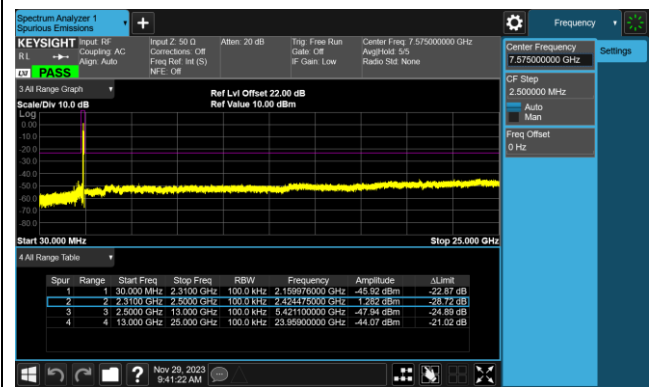 Spectrum Analyzer 1
Spurious Emissions
Frequency
KEYSIGHT
RL
Input: RF
Coupling: AC
Align: Auto
Input Z: 50 Ω
Corrections: Off
Freq Ref: Int (S)
NFE: Off
Atten: 20 dB
Trig: Free Run
Gate: Off
IF Gain: Low
Center Freq: 7.575000000 GHz
Avg|Hold: 5/5
Radio Std: None
LXI PASS
Center Frequency
7.575000000 GHz
Settings
CF Step
2.500000 MHz
Auto
Man
Freq Offset
0 Hz
3 All Range Graph
Scale/Div 10.0 dB
Ref Lvl Offset 22.00 dB
Ref Value 10.00 dBm
Log
0.00
-10.0
-20.0
-30.0
-40.0
-50.0
-60.0
-70.0
-80.0
Start 30.000 MHz
Stop 25.000 GHz
4 All Range Table
Spur Range Start Freq Stop Freq RBW Frequency Amplitude ΔLimit
1 1 30.000 MHz 2.3100 GHz 100.0 kHz 2.159976000 GHz -45.92 dBm -22.87 dB
2 2 2.3100 GHz 2.5000 GHz 100.0 kHz 2.424475000 GHz 1.282 dBm -28.72 dB
3 3 2.5000 GHz 13.000 GHz 100.0 kHz 5.421100000 GHz -47.94 dBm -24.89 dB
4 4 13.000 GHz 25.000 GHz 100.0 kHz 23.95900000 GHz -44.07 dBm -21.02 dB
Nov 29, 2023
9:41:22 AM